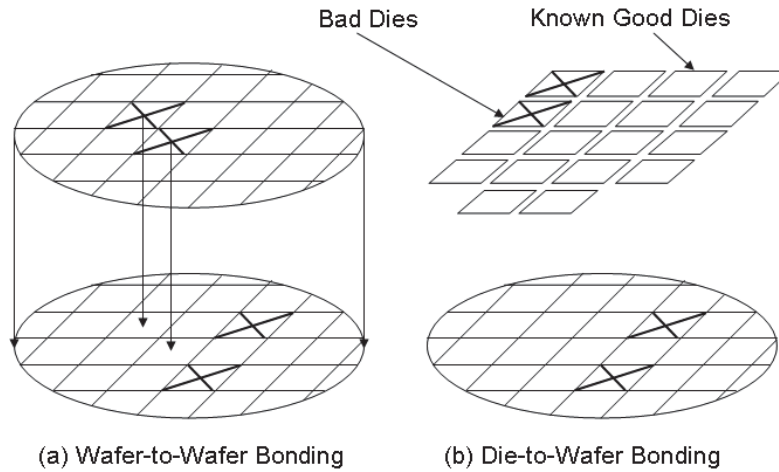 Bad Dies
Known Good Dies
(a) Wafer-to-Wafer Bonding
(b) Die-to-Wafer Bonding